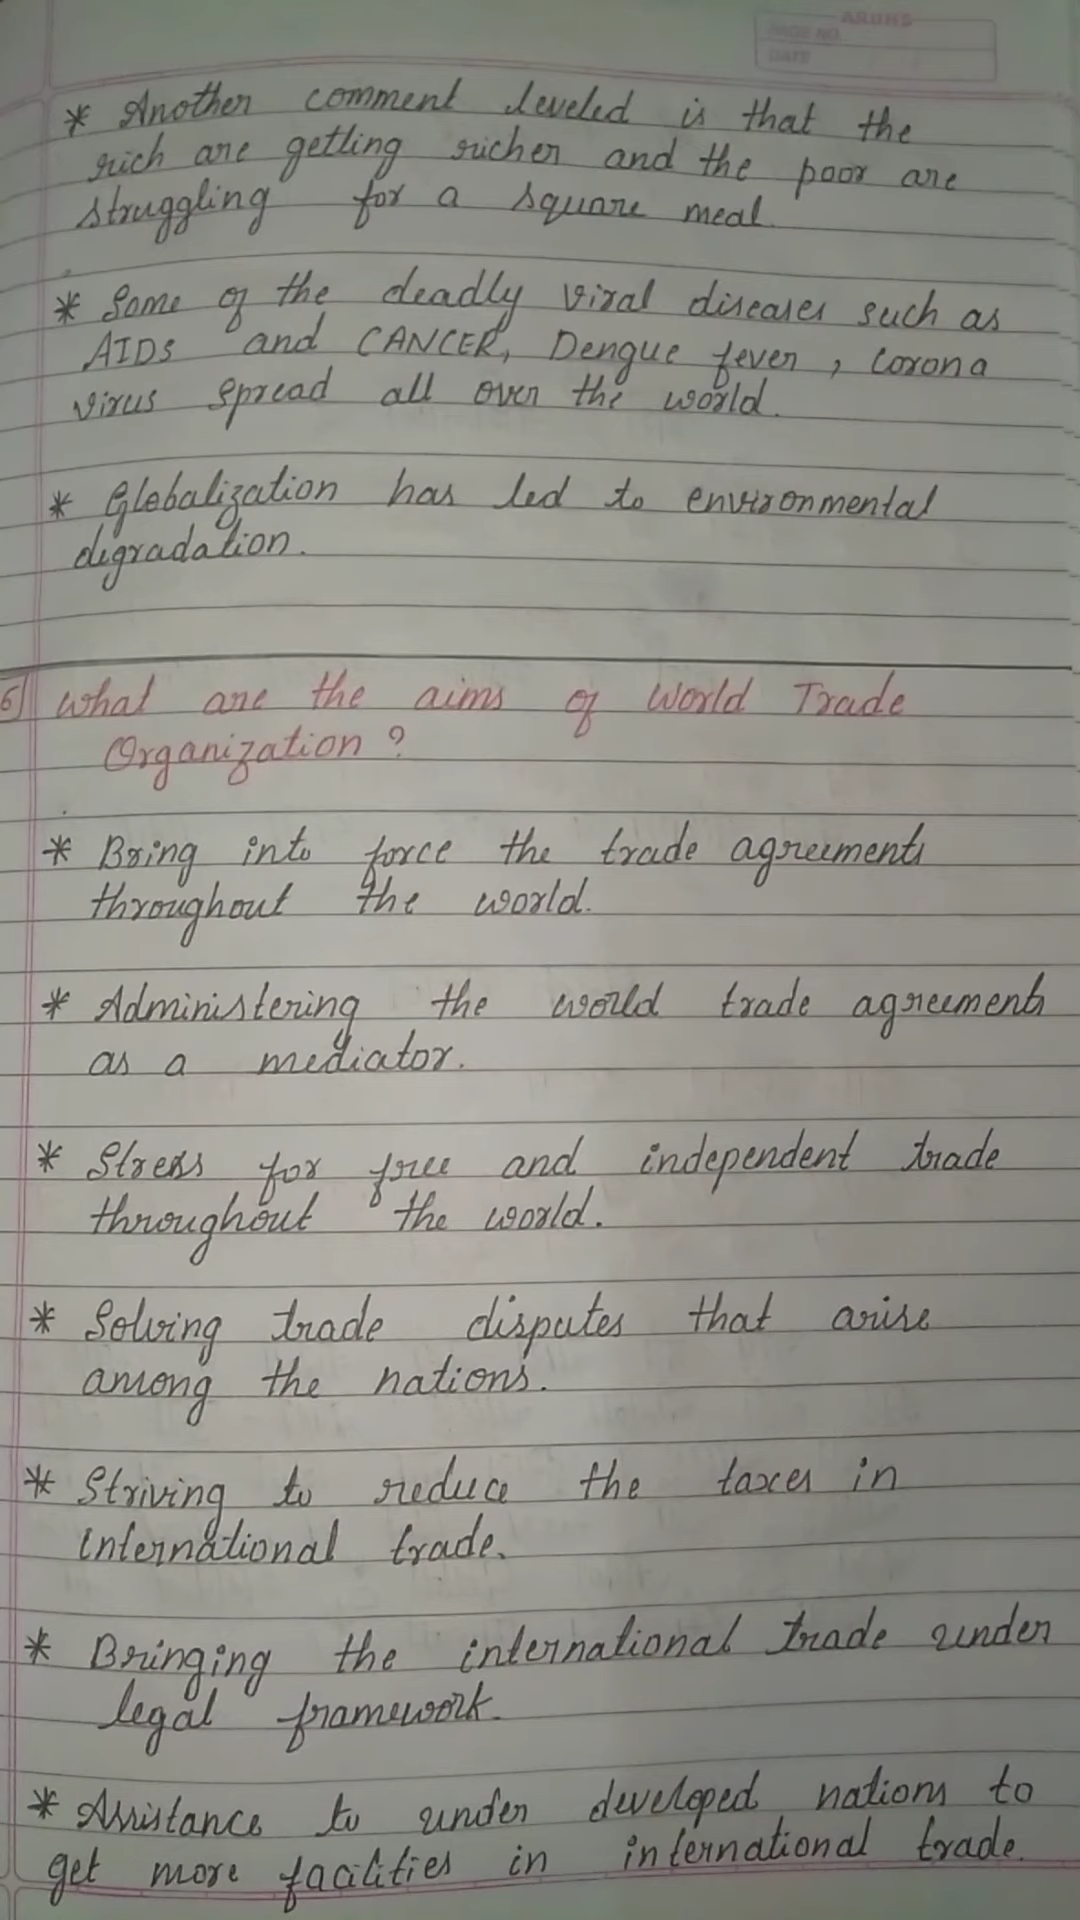 ARUHS
PAGE NO.
DATE
* Another comment leveled is that the
rich are getting richer and the poor are
struggling for a square meal.
* Some of the deadly viral diseases such as
AIDS and CANCER, Dengue fever, Corona
virus spread all over the world.
* Globalization has led to environmental
degradation.
6] What are the aims of World Trade
Organization?
* Bring into force the trade agreements
throughout the world.
* Administering the world trade agreements
as a mediator.
* Stress for free and independent trade
throughout the world.
* Solving trade disputes that arise
among the nations.
* Striving to reduce the taxes in
international trade.
* Bringing the international trade under
legal framework.
* Assistance to under developed nations to
get more facilities in international trade.